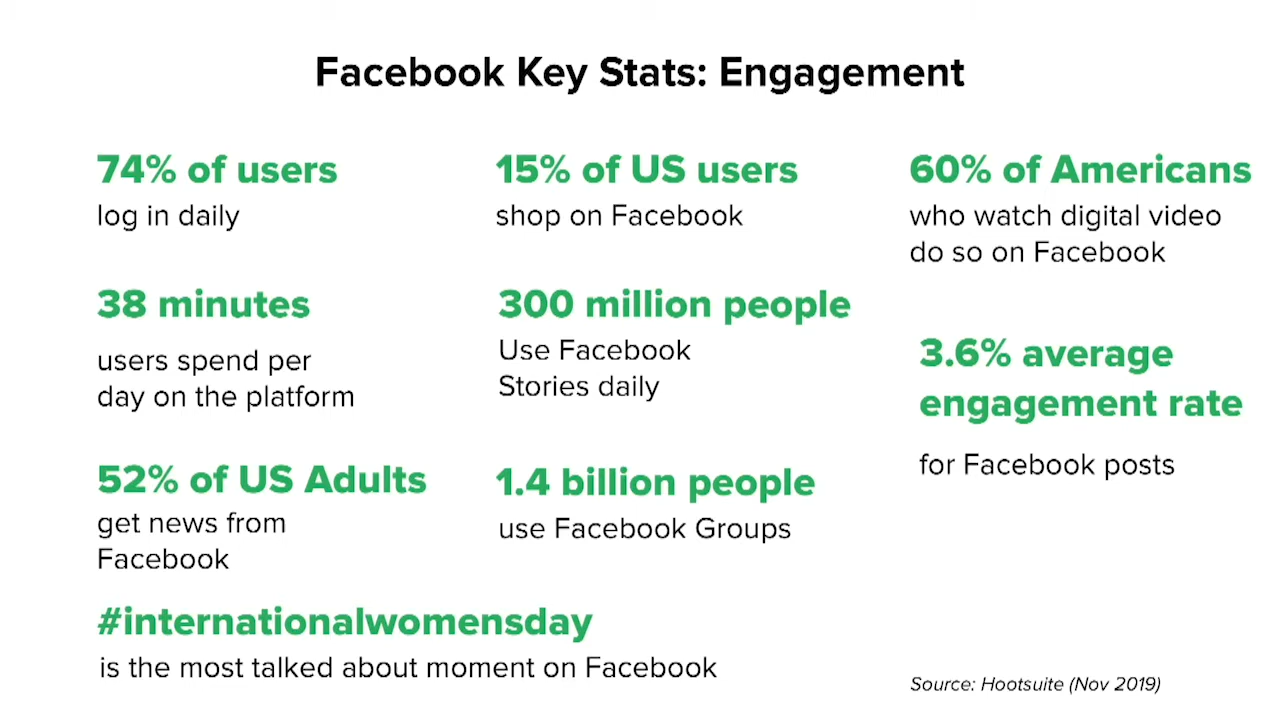 Facebook Key Stats: Engagement
74% of users
log in daily
15% of US users
shop on Facebook
60% of Americans
who watch digital video
do so on Facebook
38 minutes
users spend per
day on the platform
300 million people
Use Facebook
Stories daily
3.6% average
engagement rate
for Facebook posts
52% of US Adults
get news from
Facebook
1.4 billion people
use Facebook Groups
#internationalwomensday
is the most talked about moment on Facebook
Source: Hootsuite (Nov 2019)